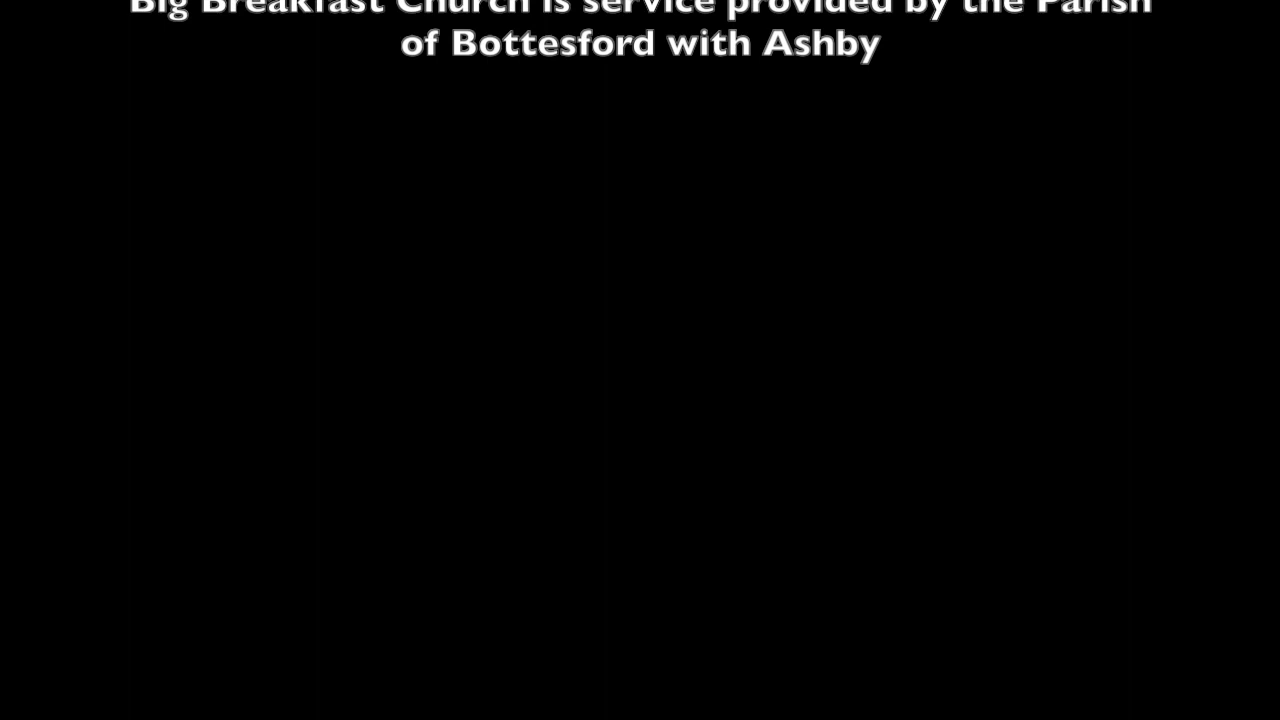 Big Breakfast Church is service provided by the Parish
of Bottesford with Ashby